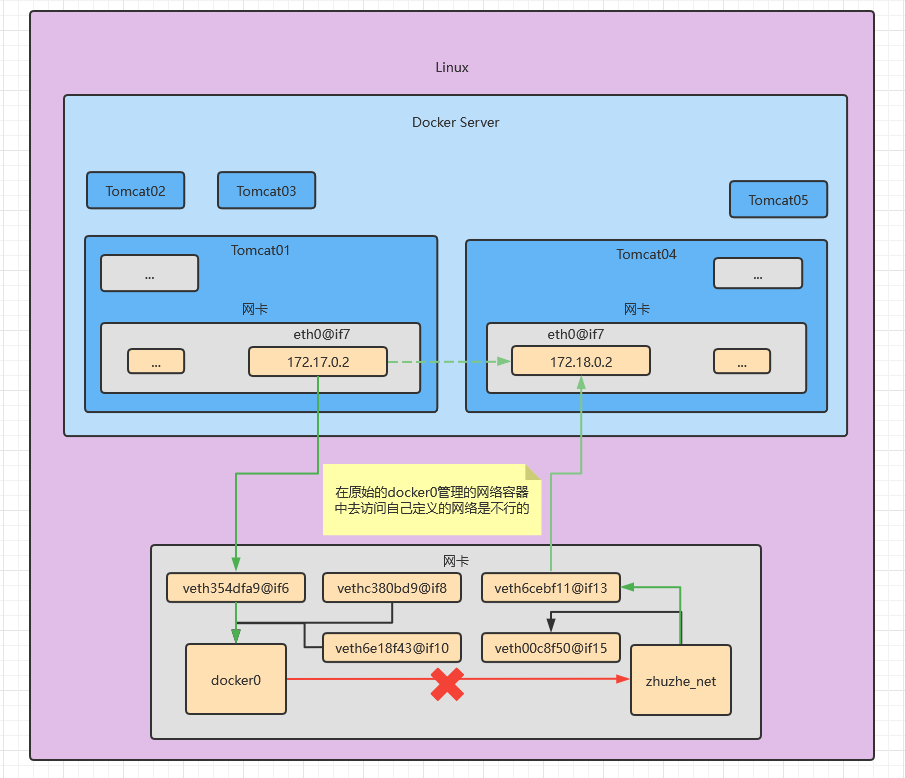 Linux
Docker Server
Tomcat02
Tomcat03
Tomcat05
Tomcat01
...
网卡
eth0@if7
...
172.17.0.2
Tomcat04
...
网卡
eth0@if7
172.18.0.2
...
在原始的docker0管理的网络容器
中去访问自己定义的网络是不行的
网卡
veth354dfa9@if6
vethc380bd9@if8
veth6cebf11@if13
veth6e18f43@if10
veth00c8f50@if15
docker0
zhuzhe_net